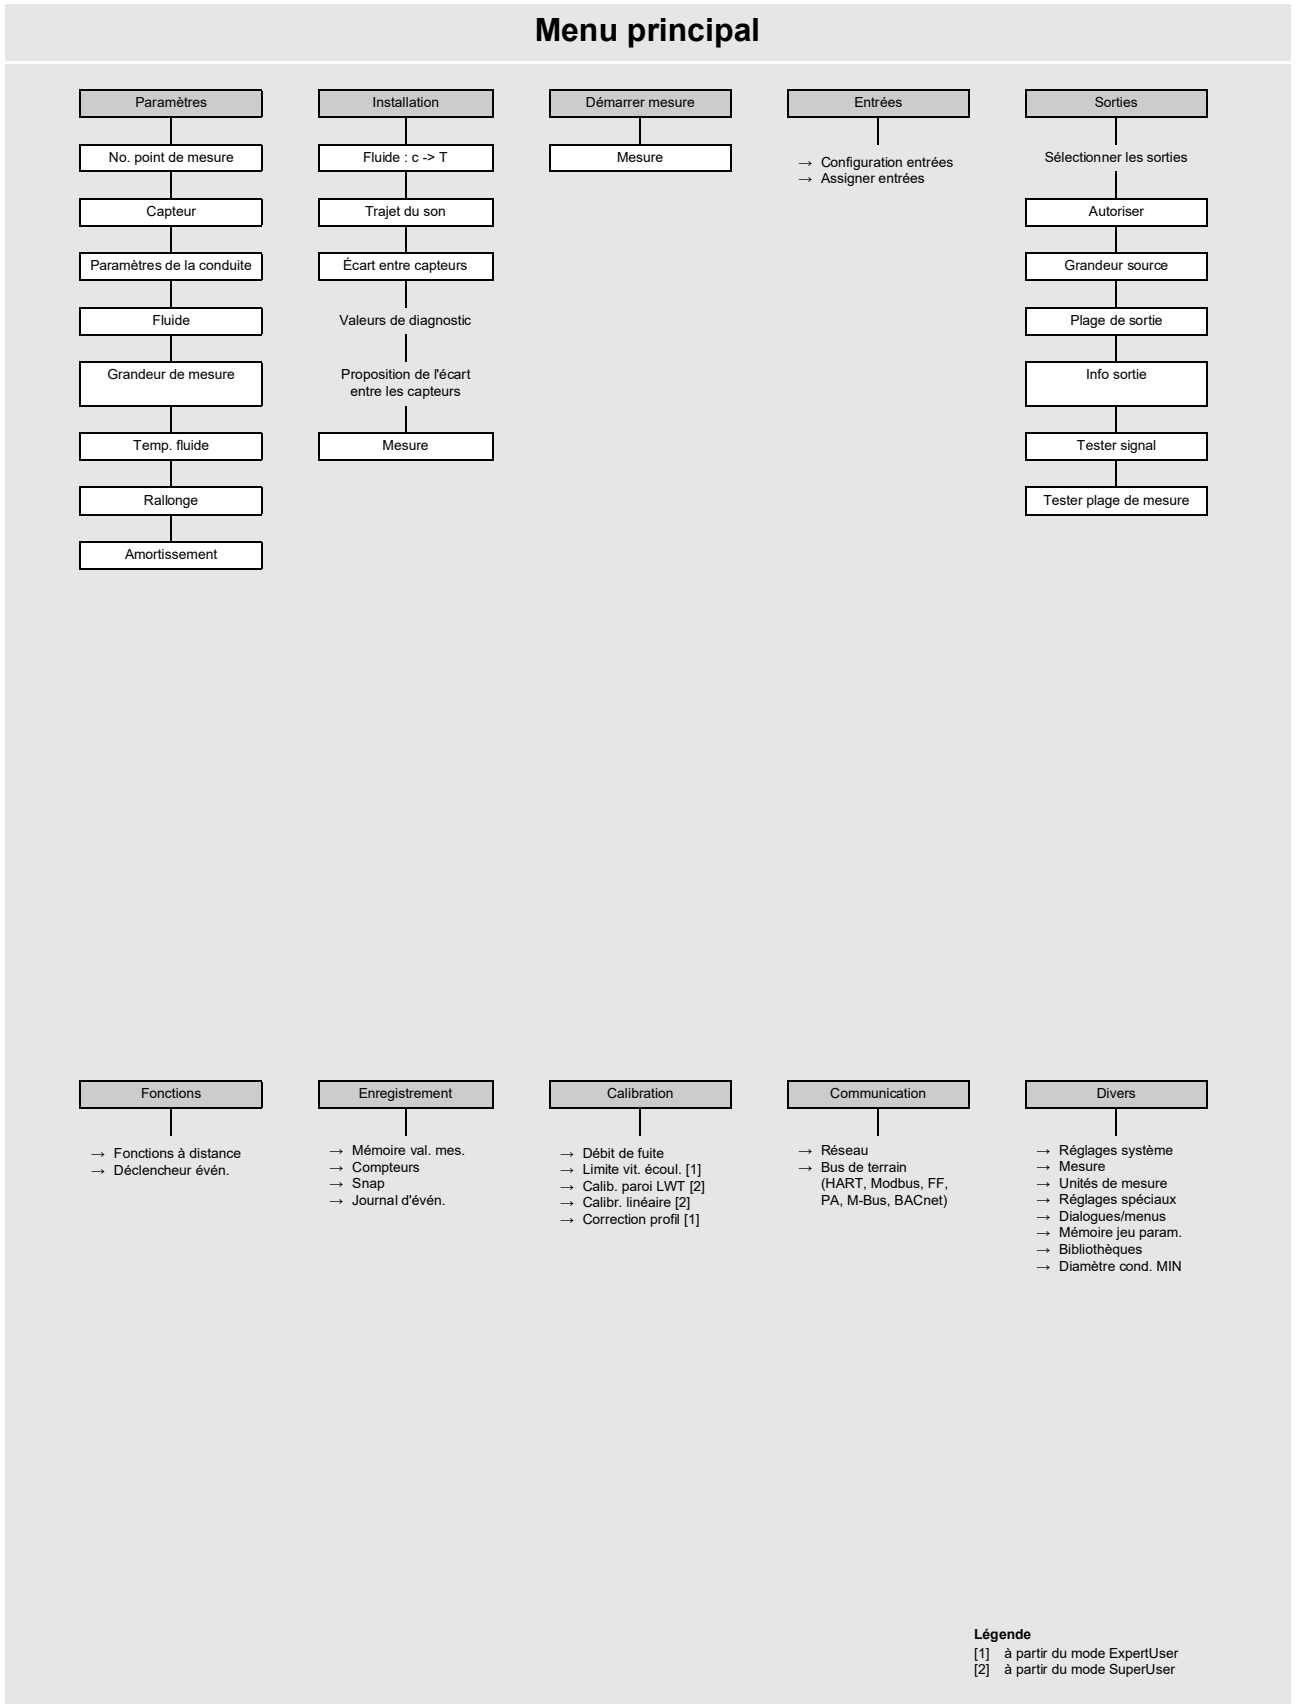 Menu principal
Paramètres
No. point de mesure
Capteur
Paramètres de la conduite
Fluide
Grandeur de mesure
Temp. fluide
Rallonge
Amortissement
Installation
Fluide : c -> T
Trajet du son
Écart entre capteurs
Valeurs de diagnostic
Proposition de l'écart
entre les capteurs
Mesure
Démarrer mesure
Mesure
Entrées
→ Configuration entrées
→ Assigner entrées
Sorties
Sélectionner les sorties
Autoriser
Grandeur source
Plage de sortie
Info sortie
Tester signal
Tester plage de mesure
Fonctions
→ Fonctions à distance
→ Déclencheur évén.
Enregistrement
→ Mémoire val. mes.
→ Compteurs
→ Snap
→ Journal d'évén.
Calibration
→ Débit de fuite
→ Limite vit. écoul. [1]
→ Calib. paroi LWT [2]
→ Calibr. linéaire [2]
→ Correction profil [1]
Communication
→ Réseau
→ Bus de terrain
(HART, Modbus, FF,
PA, M-Bus, BACnet)
Divers
→ Réglages système
→ Mesure
→ Unités de mesure
→ Réglages spéciaux
→ Dialogues/menus
→ Mémoire jeu param.
→ Bibliothèques
→ Diamètre cond. MIN
Légende
[1] à partir du mode ExpertUser
[2] à partir du mode SuperUser